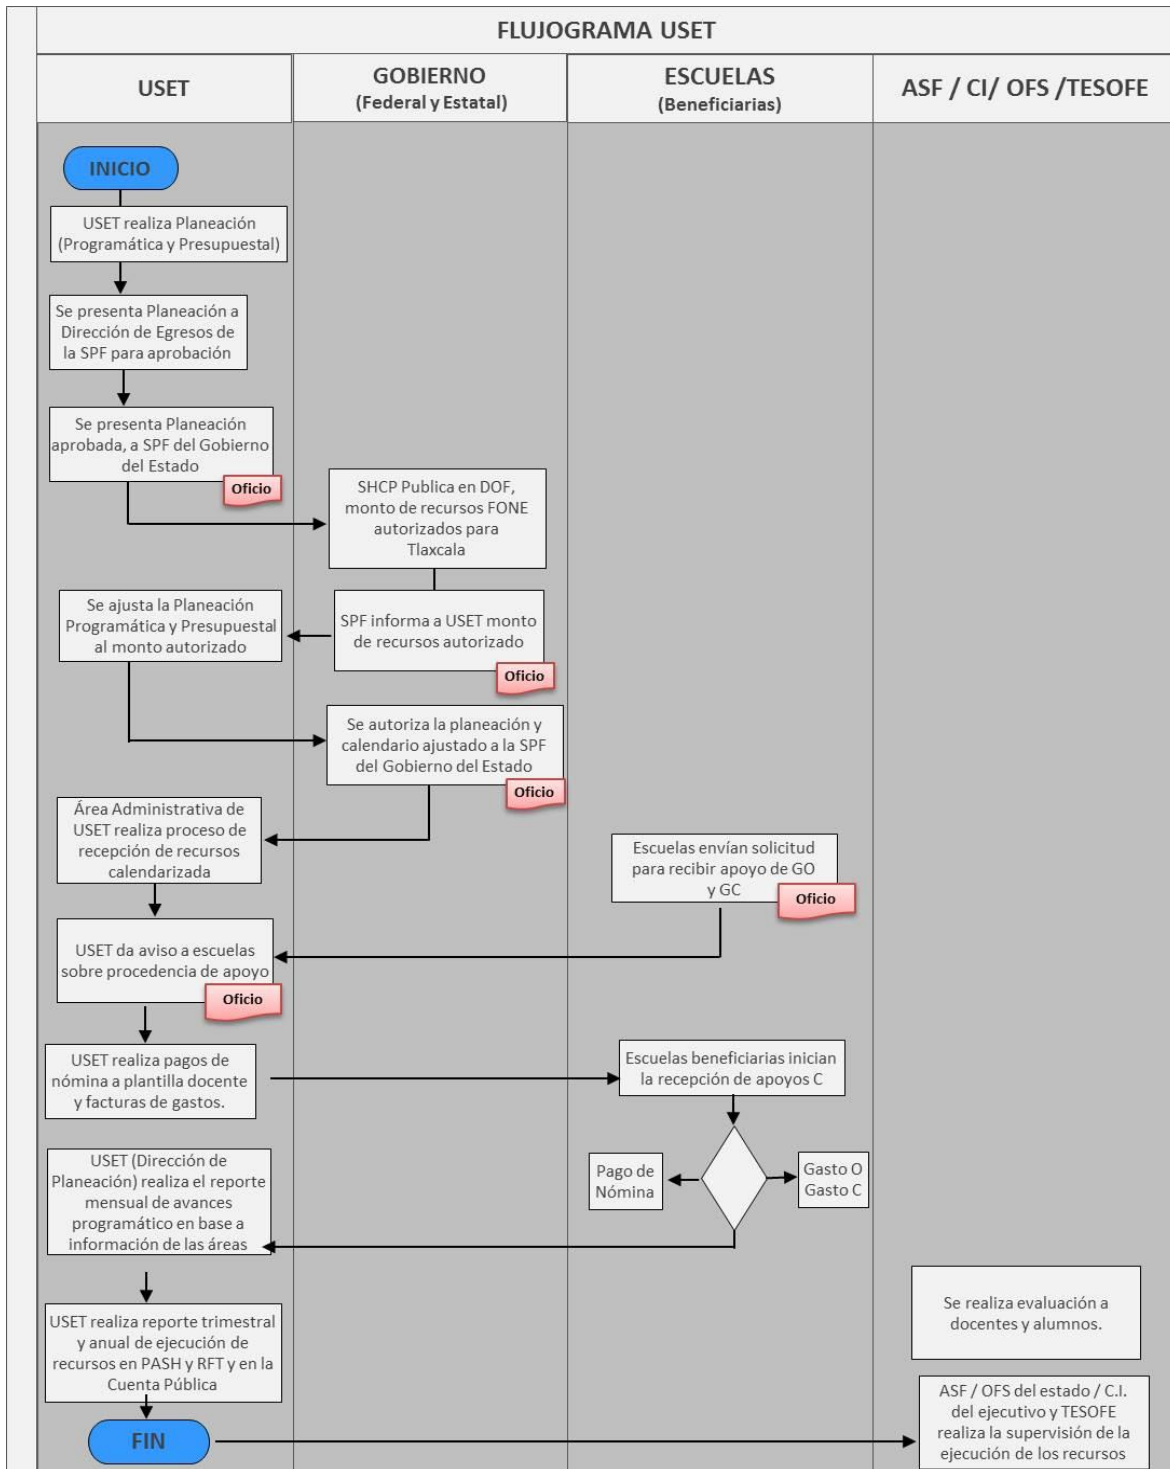 FLUJOGRAMA USET
USET
GOBIERNO
(Federal y Estatal)
ESCUELAS
(Beneficiarias)
ASF / CI/ OFS /TESOFE
INICIO
USET realiza Planeación
(Programática y Presupuestal)
Se presenta Planeación a
Dirección de Egresos de
la SPF para aprobación
Se presenta Planeación
aprobada, a SPF del Gobierno
del Estado
Oficio
SHCP Publica en DOF,
monto de recursos FONE
autorizados para
Tlaxcala
SPF informa a USET monto
de recursos autorizado
Oficio
Se ajusta la Planeación
Programática y Presupuestal
al monto autorizado
Se autoriza la planeación y
calendario ajustado a la SPF
del Gobierno del Estado
Oficio
Área Administrativa de
USET realiza proceso de
recepción de recursos
calendarizada
Escuelas envían solicitud
para recibir apoyo de GO
y GC
Oficio
USET da aviso a escuelas
sobre procedencia de apoyo
Oficio
USET realiza pagos de
nómina a plantilla docente
y facturas de gastos.
Escuelas beneficiarias inician
la recepción de apoyos C
Pago de
Nómina
Gasto O
Gasto C
USET (Dirección de
Planeación) realiza el reporte
mensual de avances
programático en base a
información de las áreas
USET realiza reporte trimestral
y anual de ejecución de
recursos en PASH y RFT y en la
Cuenta Pública
Se realiza evaluación a
docentes y alumnos.
FIN
ASF / OFS del estado / C.I.
del ejecutivo y TESOFE
realiza la supervisión de la
ejecución de los recursos